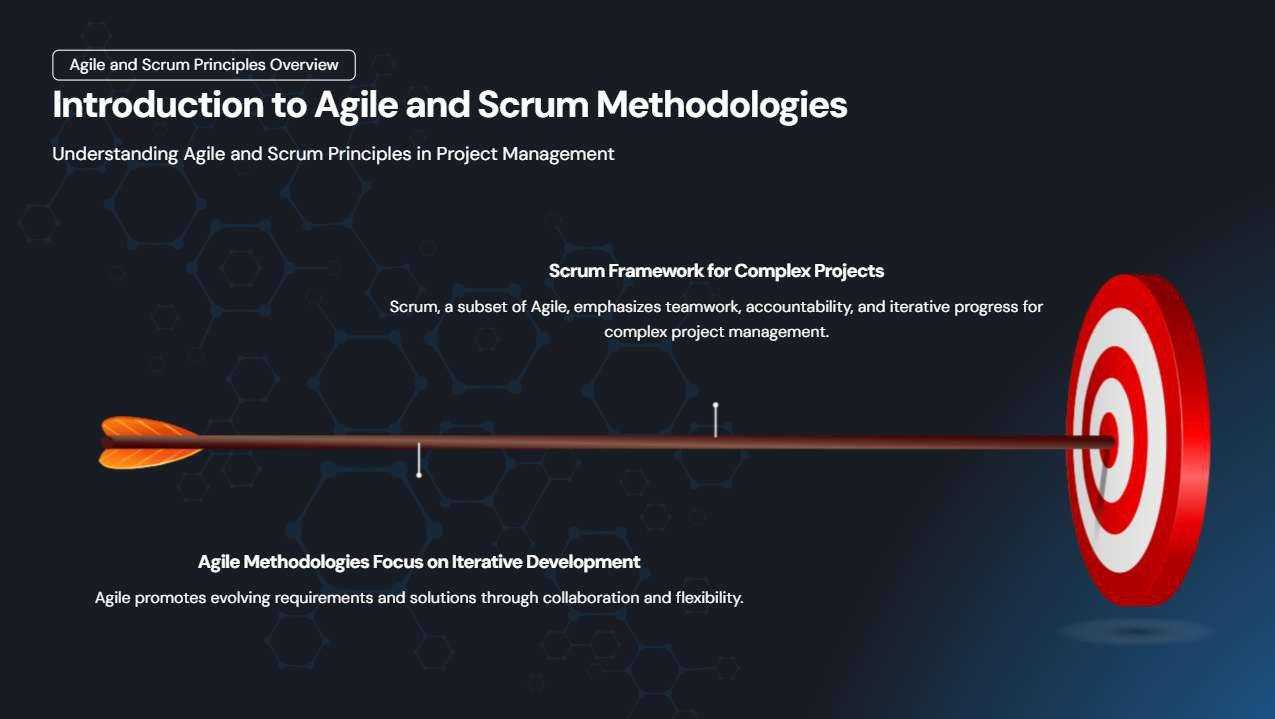 Agile and Scrum Principles Overview
Introduction to Agile and Scrum Methodologies
Understanding Agile and Scrum Principles in Project Management
Scrum Framework for Complex Projects
Scrum, a subset of Agile, emphasizes teamwork, accountability, and iterative progress for
complex project management.
Agile Methodologies Focus on Iterative Development
Agile promotes evolving requirements and solutions through collaboration and flexibility.